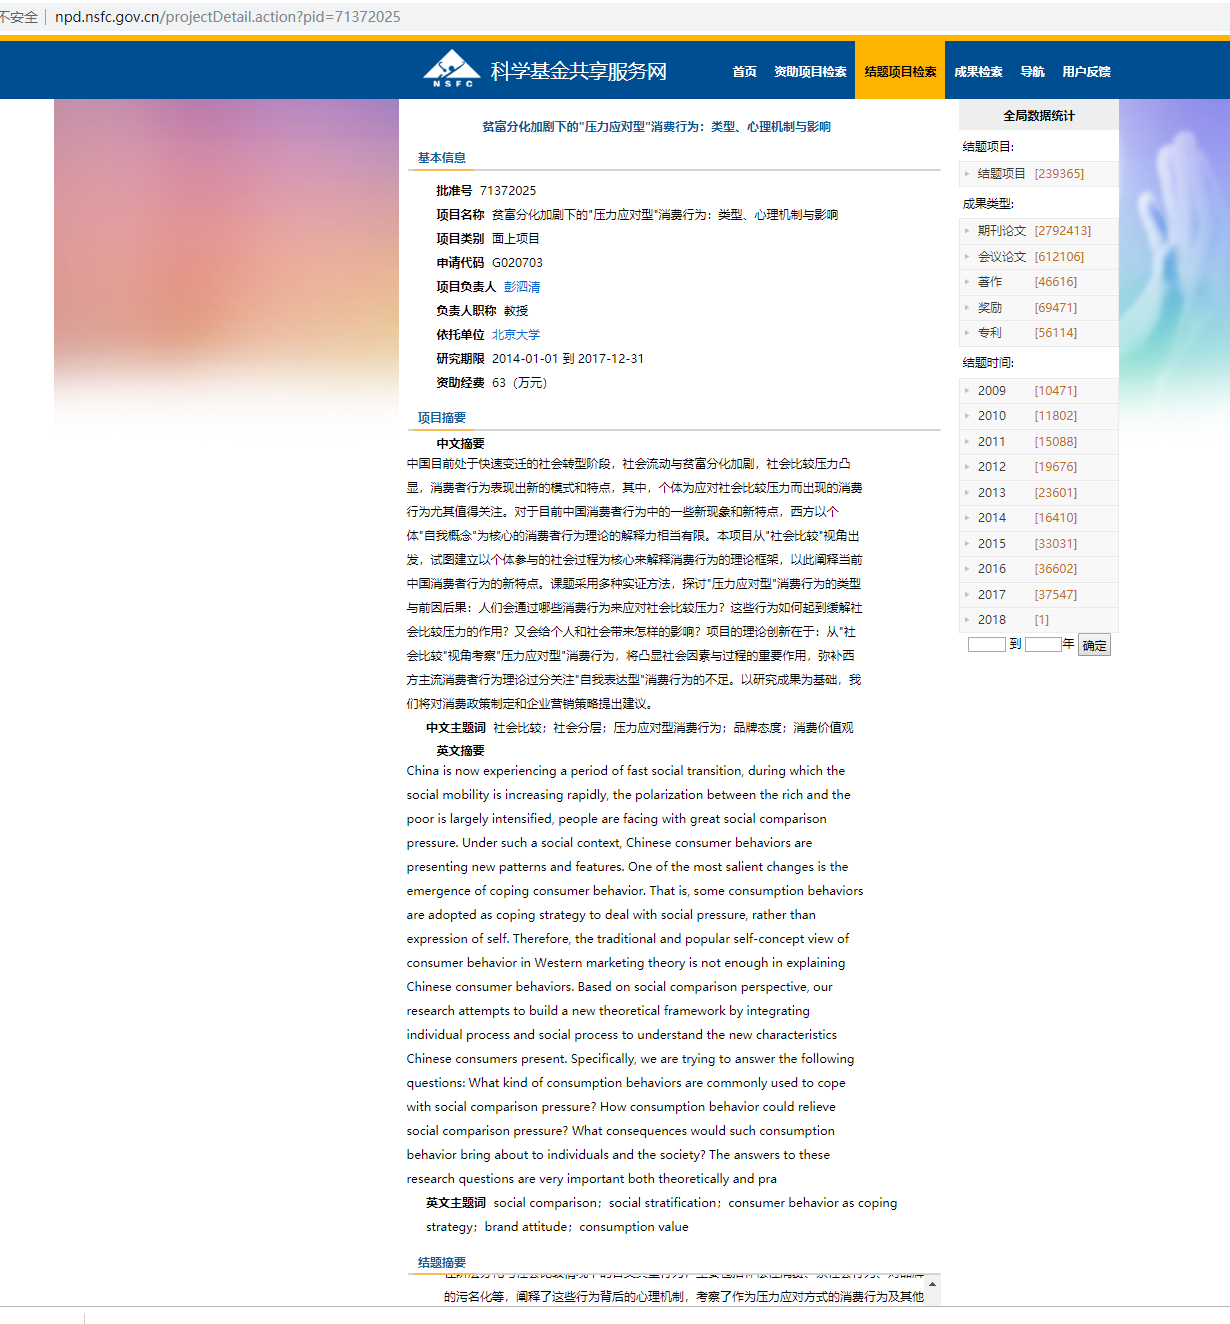 不安全 | npd.nsfc.gov.cn/projectDetail.action?pid=71372025
NSFC 科学基金共享服务网 首页 资助项目检索 结题项目检索 成果检索 导航 用户反馈
贫富分化加剧下的"压力应对型"消费行为：类型、心理机制与影响
基本信息
批准号 71372025
项目名称 贫富分化加剧下的"压力应对型"消费行为：类型、心理机制与影响
项目类别 面上项目
申请代码 G020703
项目负责人 彭泗清
负责人职称 教授
依托单位 北京大学
研究期限 2014-01-01 到 2017-12-31
资助经费 63（万元）
项目摘要
中文摘要
中国目前处于快速变迁的社会转型阶段，社会流动与贫富分化加剧，社会比较压力凸
显，消费者行为表现出新的模式和特点，其中，个体为应对社会比较压力而出现的消费
行为尤其值得关注。对于目前中国消费者行为中的一些新现象和新特点，西方以个
体"自我概念"为核心的消费者行为理论的解释力相当有限。本项目从"社会比较"视角出
发，试图建立以个体参与的社会过程为核心来解释消费行为的理论框架，以此阐释当前
中国消费者行为的新特点。课题采用多种实证方法，探讨"压力应对型"消费行为的类型
与前因后果：人们会通过哪些消费行为来应对社会比较压力？这些行为如何起到缓解社
会比较压力的作用？又会给个人和社会带来怎样的影响？项目的理论创新在于：从"社
会比较"视角考察"压力应对型"消费行为，将凸显社会因素与过程的重要作用，弥补西
方主流消费者行为理论过分关注"自我表达型"消费行为的不足。以研究成果为基础，我
们将对消费政策制定和企业营销策略提出建议。
中文主题词 社会比较；社会分层；压力应对型消费行为；品牌态度；消费价值观
英文摘要
China is now experiencing a period of fast social transition, during which the
social mobility is increasing rapidly, the polarization between the rich and the
poor is largely intensified, people are facing with great social comparison
pressure. Under such a social context, Chinese consumer behaviors are
presenting new patterns and features. One of the most salient changes is the
emergence of coping consumer behavior. That is, some consumption behaviors
are adopted as coping strategy to deal with social pressure, rather than
expression of self. Therefore, the traditional and popular self-concept view of
consumer behavior in Western marketing theory is not enough in explaining
Chinese consumer behaviors. Based on social comparison perspective, our
research attempts to build a new theoretical framework by integrating
individual process and social process to understand the new characteristics
Chinese consumers present. Specifically, we are trying to answer the following
questions: What kind of consumption behaviors are commonly used to cope
with social comparison pressure? How consumption behavior could relieve
social comparison pressure? What consequences would such consumption
behavior bring about to individuals and the society? The answers to these
research questions are very important both theoretically and pra
英文主题词 social comparison；social stratification；consumer behavior as coping
strategy；brand attitude；consumption value
结题摘要
的污名化等，阐释了这些行为背后的心理机制，考察了作为压力应对方式的消费行为及其他
全局数据统计
结题项目:
结题项目 [239365]
成果类型:
期刊论文 [2792413]
会议论文 [612106]
著作 [46616]
奖励 [69471]
专利 [56114]
结题时间:
2009 [10471]
2010 [11802]
2011 [15088]
2012 [19676]
2013 [23601]
2014 [16410]
2015 [33031]
2016 [36602]
2017 [37547]
2018 [1]
到 年 确定